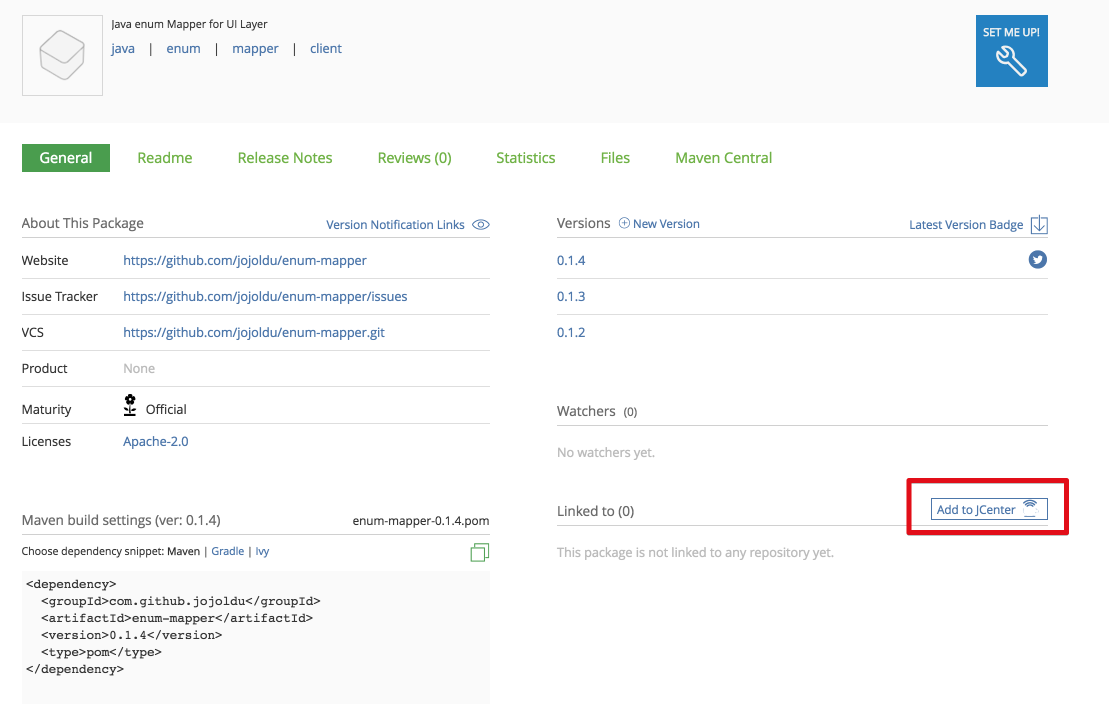 Java enum Mapper for UI Layer
java | enum | mapper | client
SET ME UP!
General Readme Release Notes Reviews (0) Statistics Files Maven Central
About This Package Version Notification Links
Website https://github.com/jojoldu/enum-mapper
Issue Tracker https://github.com/jojoldu/enum-mapper/issues
VCS https://github.com/jojoldu/enum-mapper.git
Product None
Maturity Official
Licenses Apache-2.0
Maven build settings (ver: 0.1.4) enum-mapper-0.1.4.pom
Choose dependency snippet: Maven | Gradle | Ivy
<dependency>
  <groupId>com.github.jojoldu</groupId>
  <artifactId>enum-mapper</artifactId>
  <version>0.1.4</version>
  <type>pom</type>
</dependency>
Versions New Version Latest Version Badge
0.1.4
0.1.3
0.1.2
Watchers (0)
No watchers yet.
Linked to (0) Add to JCenter
This package is not linked to any repository yet.